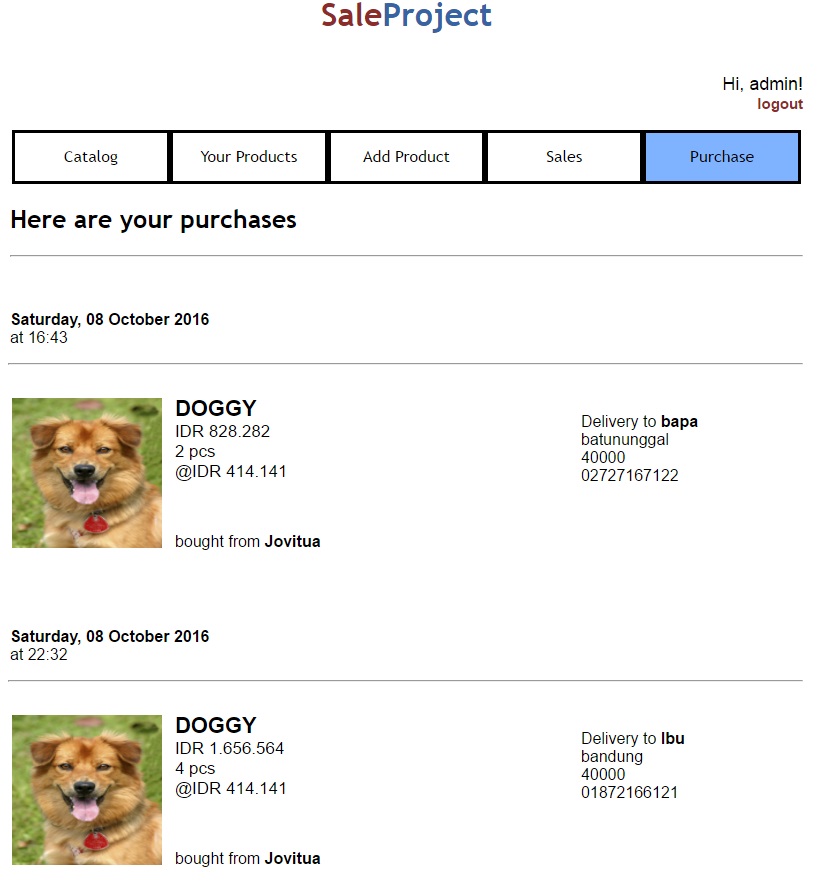 SaleProject
Hi, admin!
logout
Catalog
Your Products
Add Product
Sales
Purchase
Here are your purchases
Saturday, 08 October 2016
at 16:43
DOGGY
IDR 828.282
2 pcs
@IDR 414.141
bought from Jovitua
Delivery to bapa
batununggal
40000
02727167122
Saturday, 08 October 2016
at 22:32
DOGGY
IDR 1.656.564
4 pcs
@IDR 414.141
bought from Jovitua
Delivery to Ibu
bandung
40000
01872166121